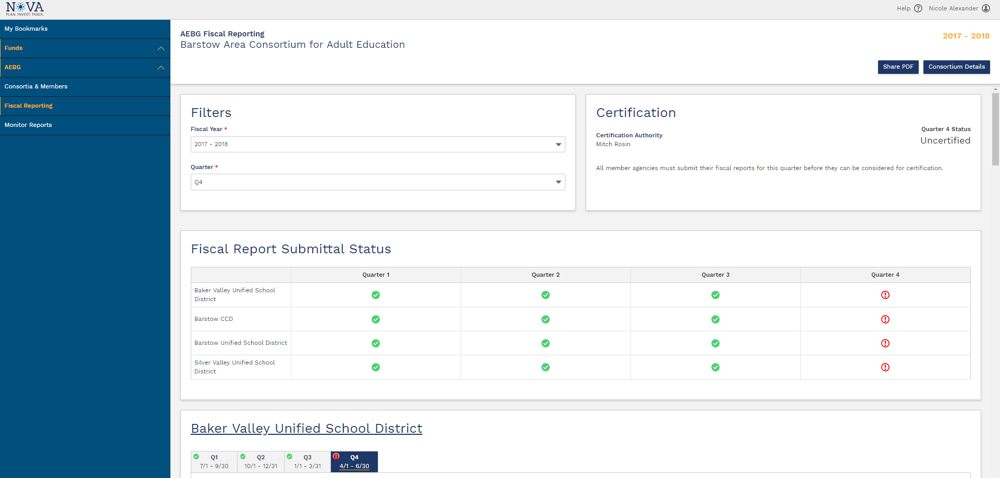 NOVA
PLAN. INVEST. TRACK.
Help
Nicole Alexander
My Bookmarks
Funds
AEBG
Consortia & Members
Fiscal Reporting
Monitor Reports
AEBG Fiscal Reporting
2017 - 2018
Barstow Area Consortium for Adult Education
Share PDF
Consortium Details
Filters
Fiscal Year *
2017 - 2018
Quarter *
Q4
Certification
Certification Authority
Mitch Rosin
Quarter 4 Status
Uncertified
All member agencies must submit their fiscal reports for this quarter before they can be considered for certification.
Fiscal Report Submittal Status
Quarter 1
Quarter 2
Quarter 3
Quarter 4
Baker Valley Unified School
District
Barstow CCD
Barstow Unified School District
Silver Valley Unified School
District
Baker Valley Unified School District
Q1
7/1 - 9/30
Q2
10/1 - 12/31
Q3
1/1 - 3/31
Q4
4/1 - 6/30